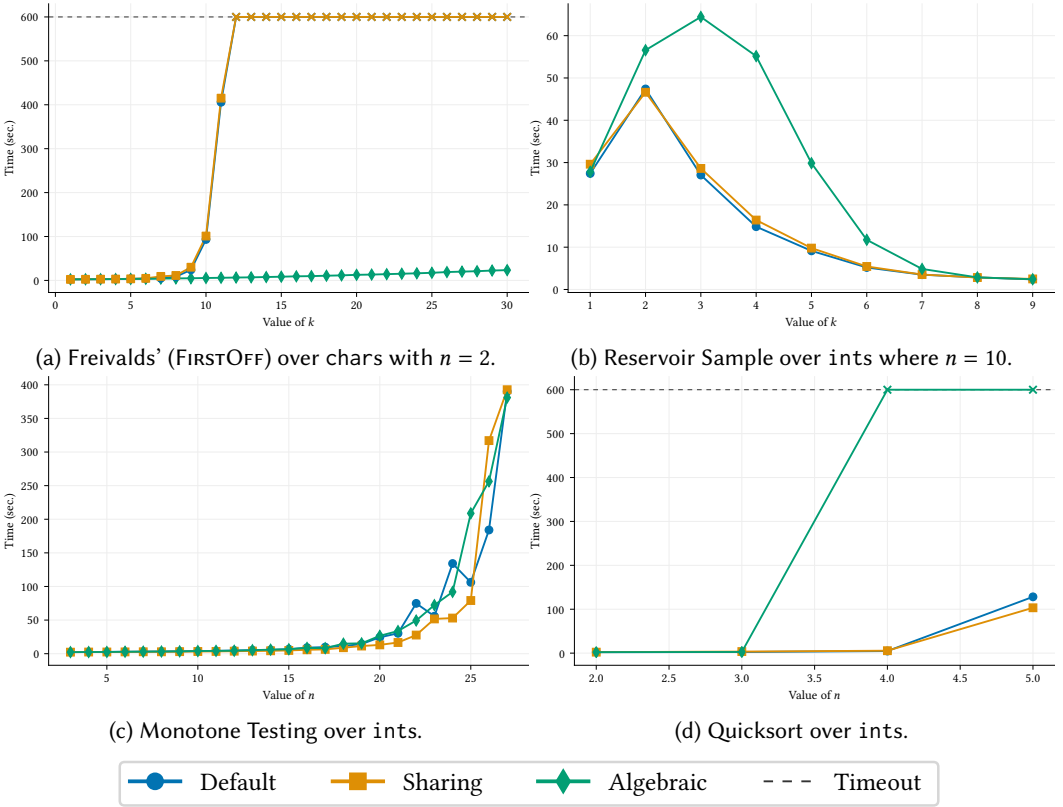 600
500
400
300
200
100
0
Time (sec.)
0 5 10 15 20 25 30
Value of k
(a) Freivalds' (FIRSTOFF) over chars with n = 2.
60
50
40
30
20
10
0
Time (sec.)
1 2 3 4 5 6 7 8 9
Value of k
(b) Reservoir Sample over ints where n = 10.
400
350
300
250
200
150
100
50
0
Time (sec.)
5 10 15 20 25
Value of n
(c) Monotone Testing over ints.
600
500
400
300
200
100
0
Time (sec.)
2.0 2.5 3.0 3.5 4.0 4.5 5.0
Value of n
(d) Quicksort over ints.
Default Sharing Algebraic Timeout